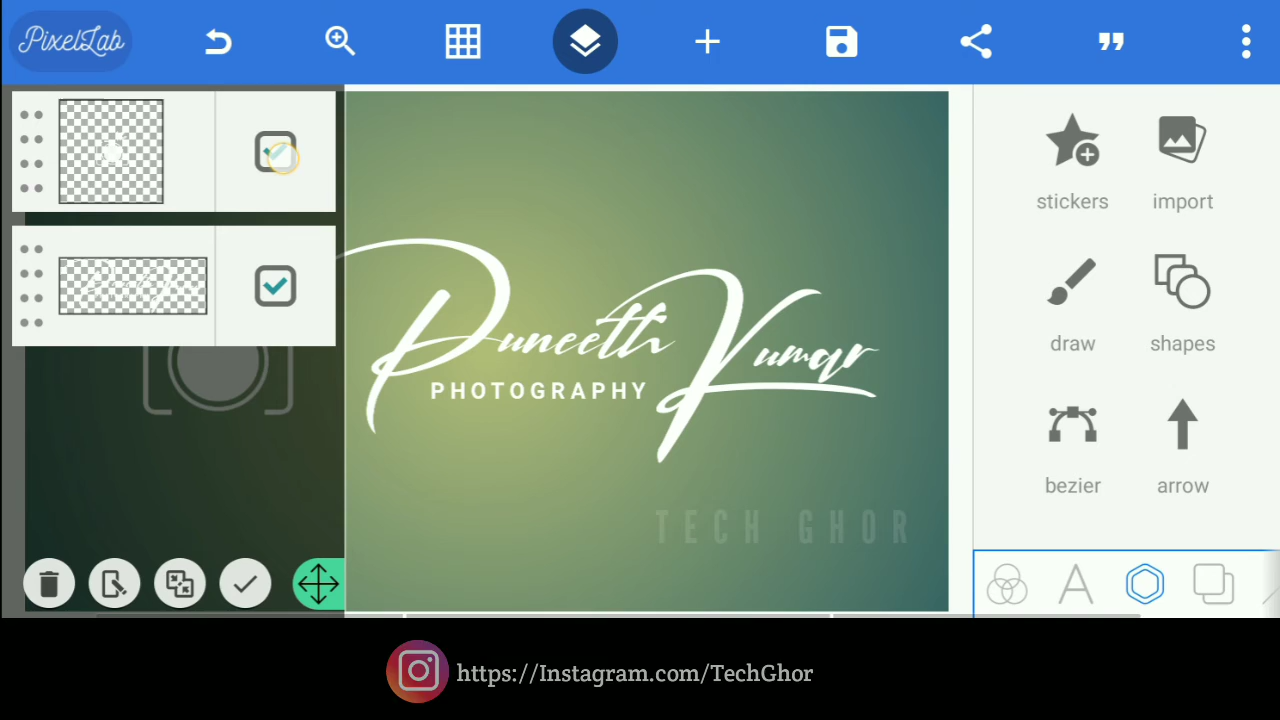 PixelLab
stickers
import
Puneeth Kumar
draw
shapes
PHOTOGRAPHY
bezier
arrow
TECH GHOR
https://Instagram.com/TechGhor